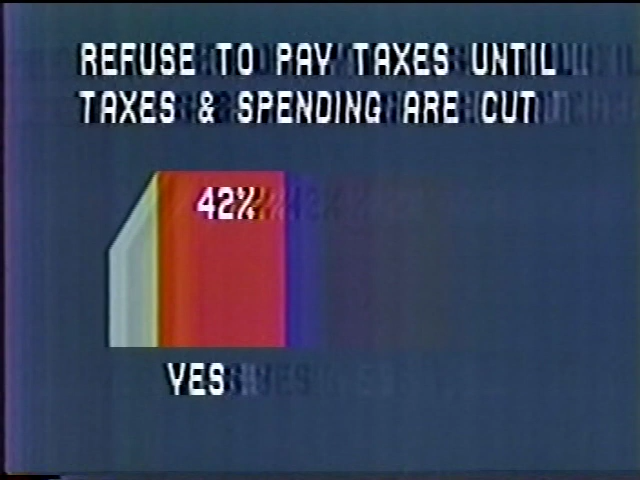 REFUSE TO PAY TAXES UNTIL
TAXES & SPENDING ARE CUT
42%
YES